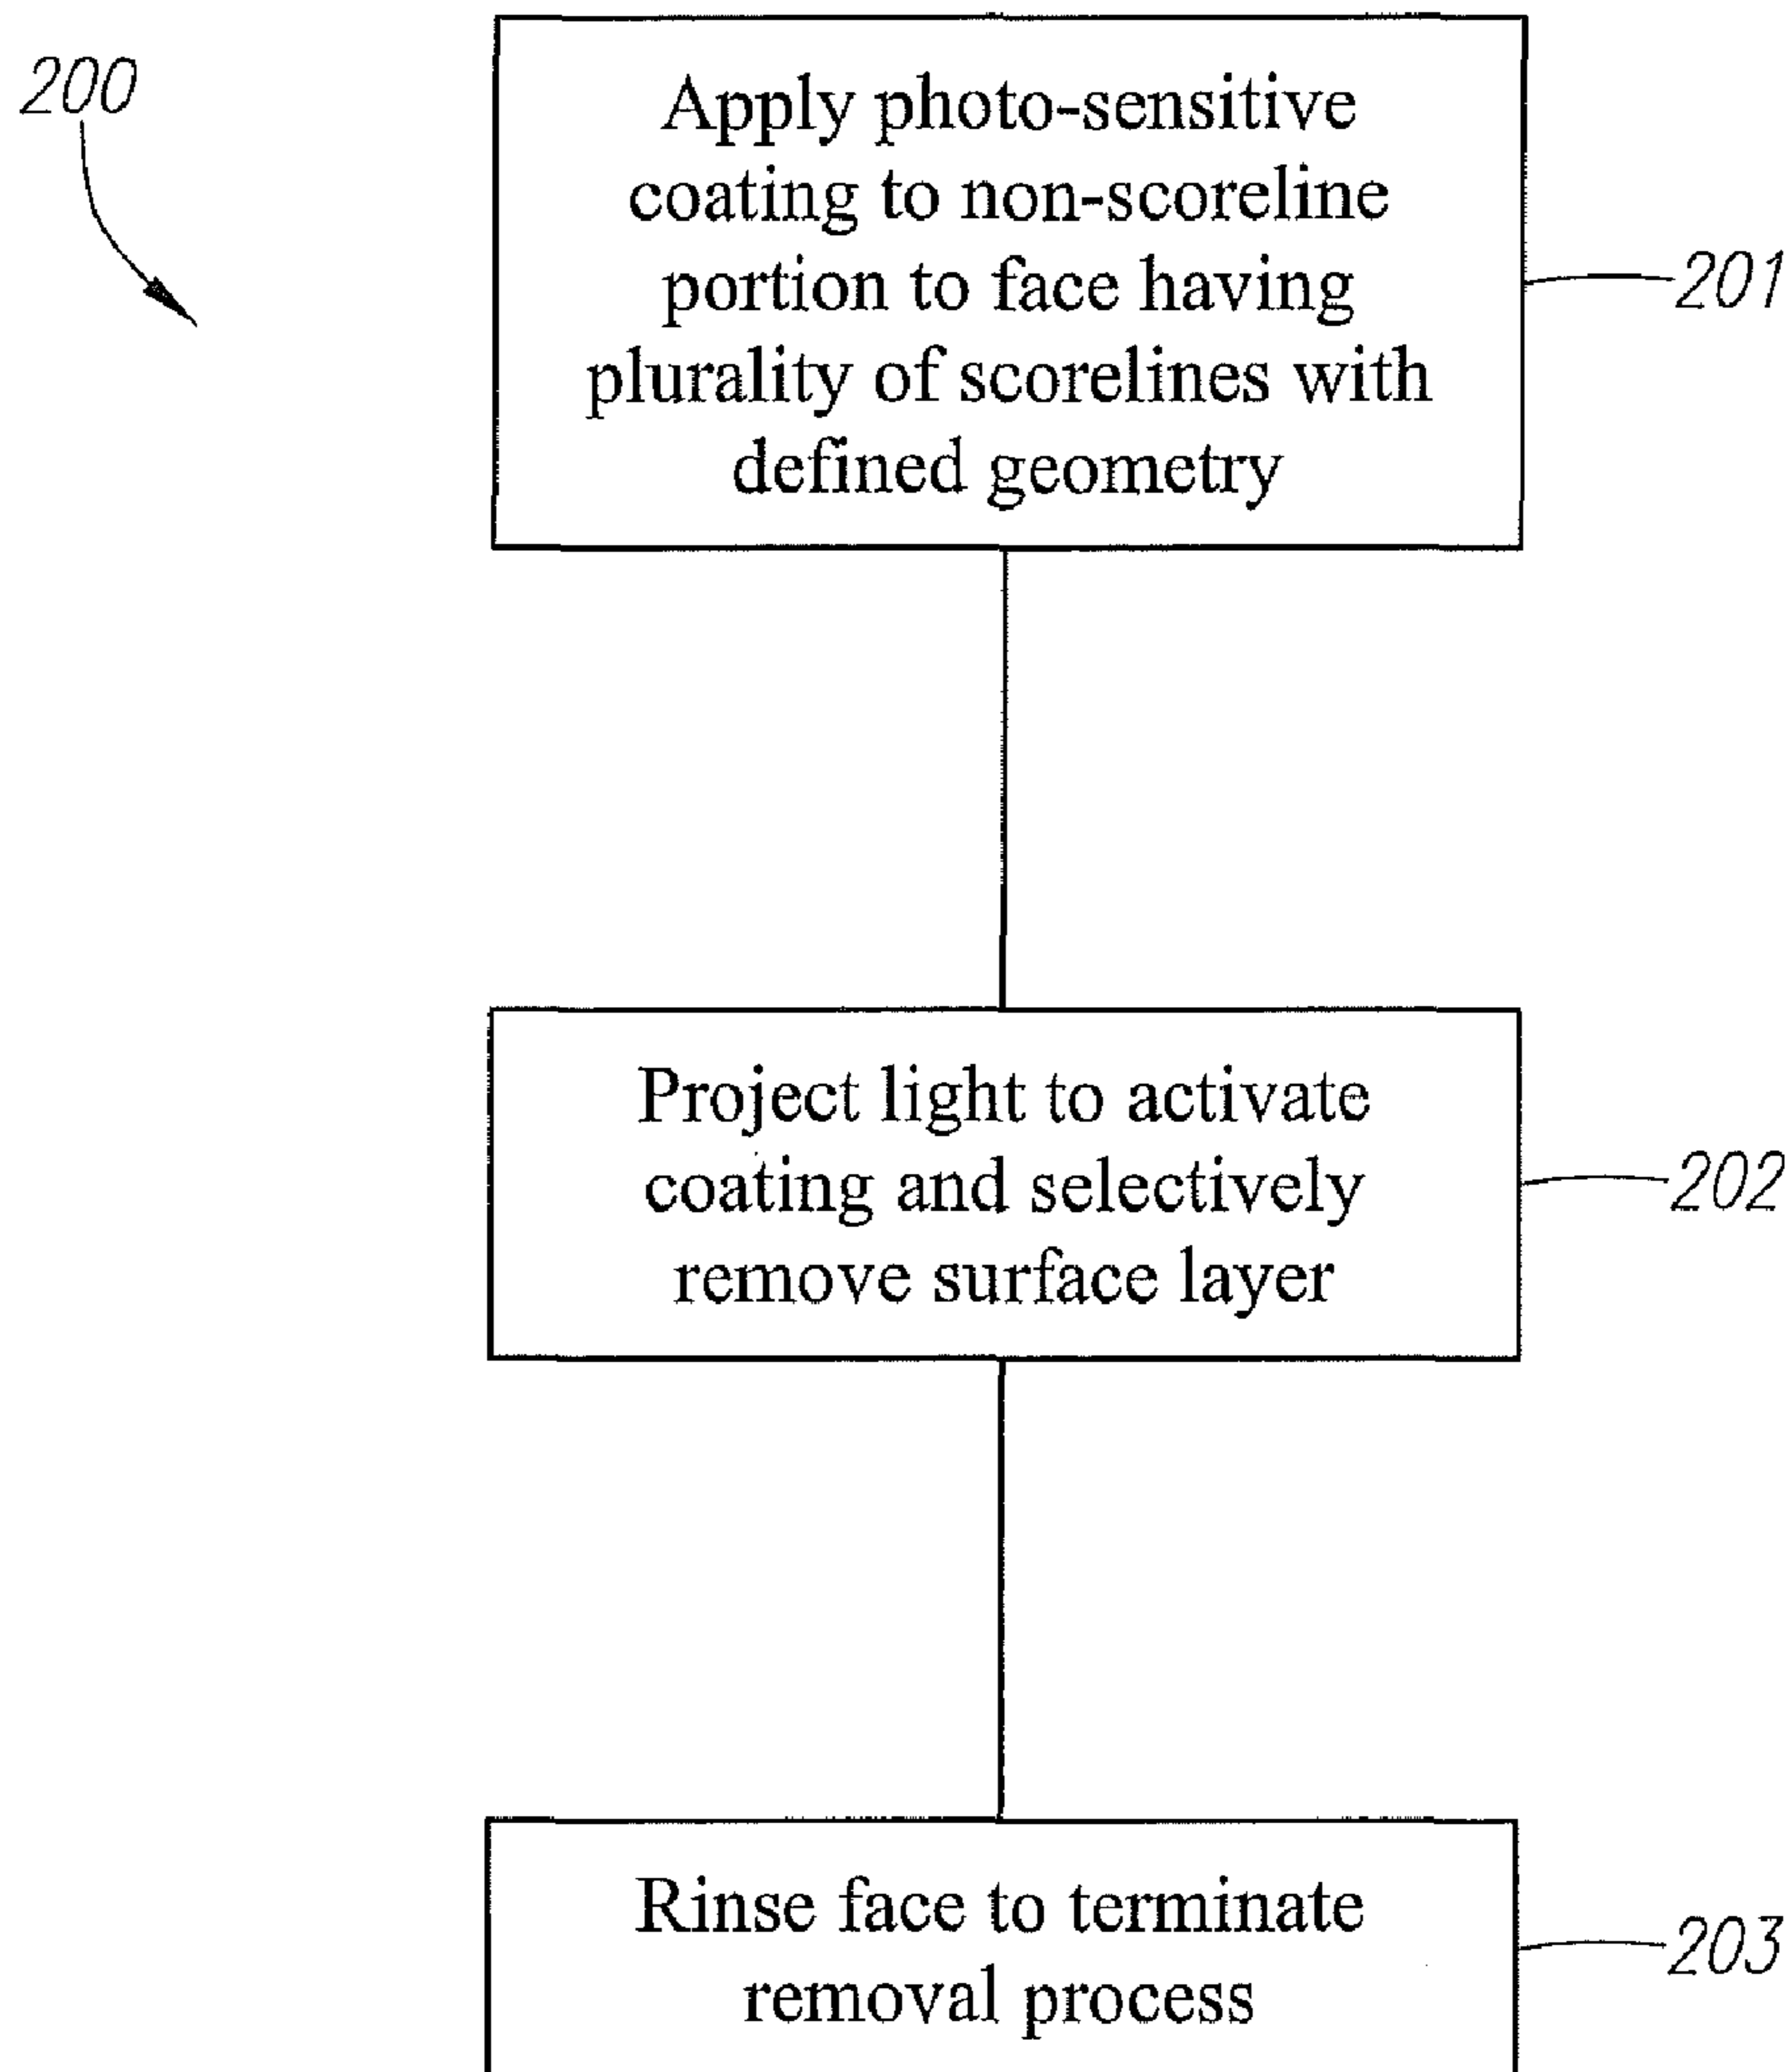 200
Apply photo-sensitive
coating to non-scoreline
portion to face having
plurality of scorelines with
defined geometry
201
Project light to activate
coating and selectively
remove surface layer
202
Rinse face to terminate
removal process
203